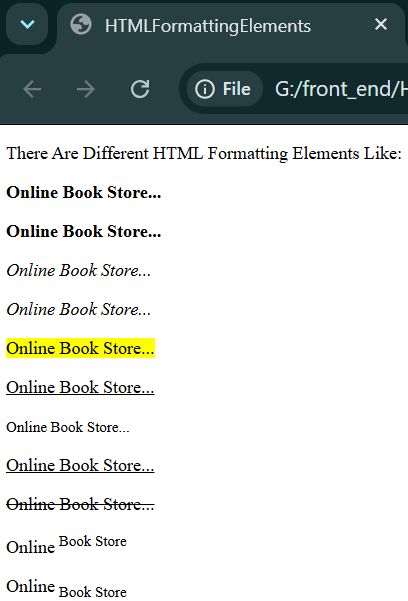 HTMLFormattingElements
File G:/front_end/H
There Are Different HTML Formatting Elements Like:
Online Book Store...
Online Book Store...
Online Book Store...
Online Book Store...
Online Book Store...
Online Book Store...
Online Book Store...
Online Book Store...
Online Book Store...
Online Book Store
Online Book Store